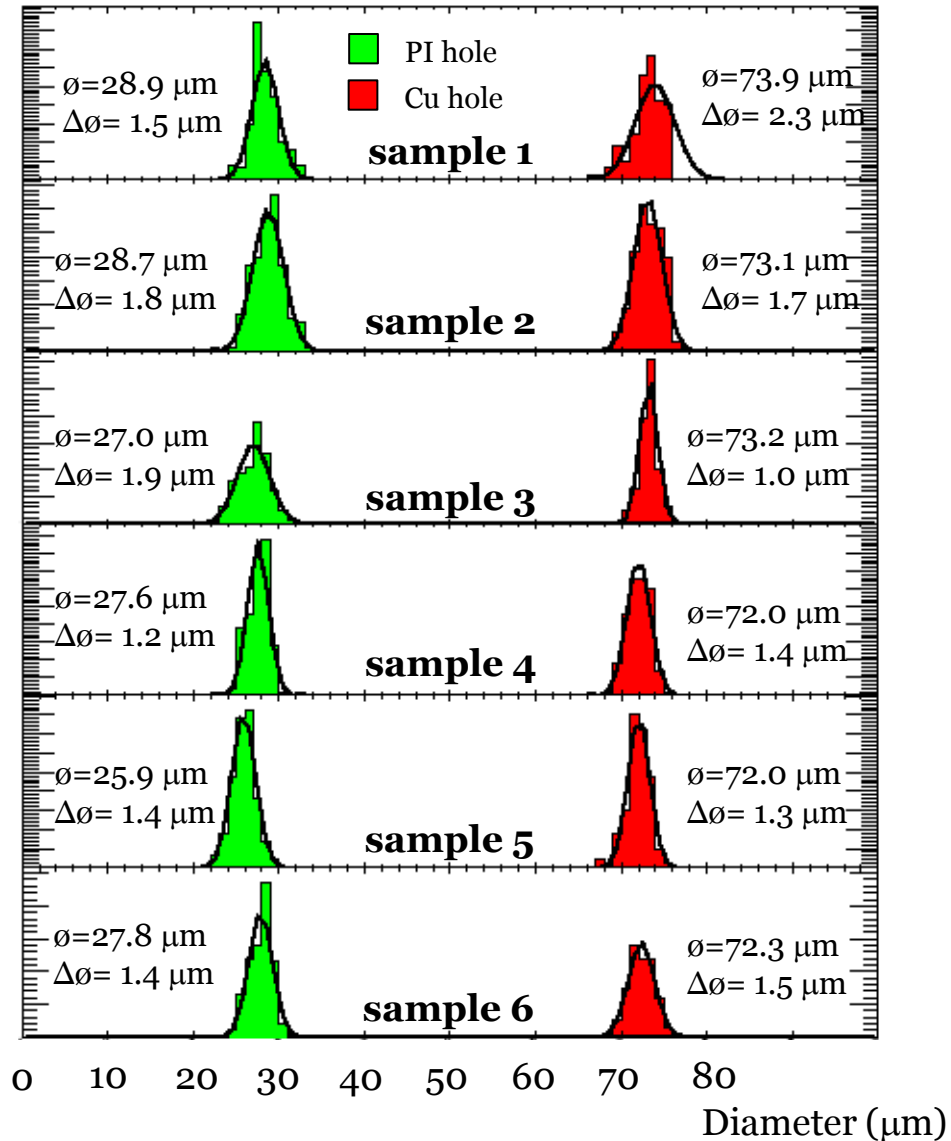 PI hole
Cu hole
ø=28.9 μm
Δø= 1.5 μm
ø=73.9 μm
Δø= 2.3 μm
sample 1
ø=28.7 μm
Δø= 1.8 μm
ø=73.1 μm
Δø= 1.7 μm
sample 2
ø=27.0 μm
Δø= 1.9 μm
ø=73.2 μm
Δø= 1.0 μm
sample 3
ø=27.6 μm
Δø= 1.2 μm
ø=72.0 μm
Δø= 1.4 μm
sample 4
ø=25.9 μm
Δø= 1.4 μm
ø=72.0 μm
Δø= 1.3 μm
sample 5
ø=27.8 μm
Δø= 1.4 μm
ø=72.3 μm
Δø= 1.5 μm
sample 6
0 10 20 30 40 50 60 70 80
Diameter (μm)